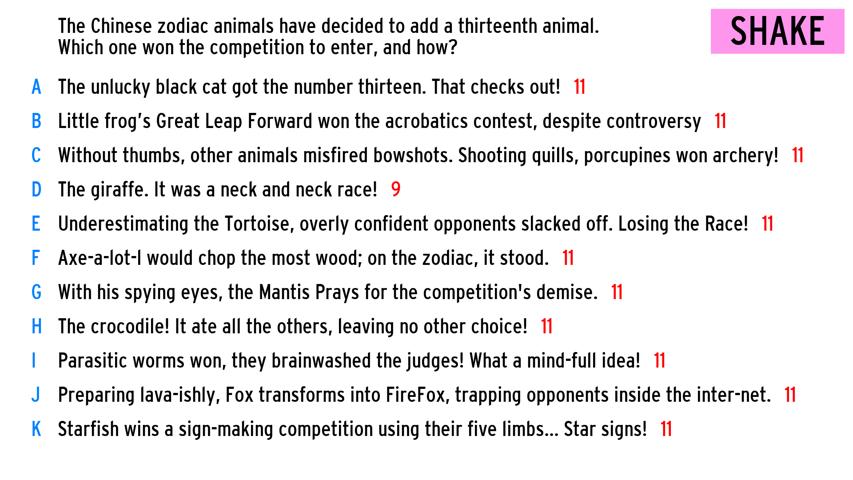 The Chinese zodiac animals have decided to add a thirteenth animal.
Which one won the competition to enter, and how?
SHAKE
A The unlucky black cat got the number thirteen. That checks out! 11
B Little frog's Great Leap Forward won the acrobatics contest, despite controversy 11
C Without thumbs, other animals misfired bowshots. Shooting quills, porcupines won archery! 11
D The giraffe. It was a neck and neck race! 9
E Underestimating the Tortoise, overly confident opponents slacked off. Losing the Race! 11
F Axe-a-lot-l would chop the most wood; on the zodiac, it stood. 11
G With his spying eyes, the Mantis Prays for the competition's demise. 11
H The crocodile! It ate all the others, leaving no other choice! 11
I Parasitic worms won, they brainwashed the judges! What a mind-full idea! 11
J Preparing lava-ishly, Fox transforms into FireFox, trapping opponents inside the inter-net. 11
K Starfish wins a sign-making competition using their five limbs... Star signs! 11